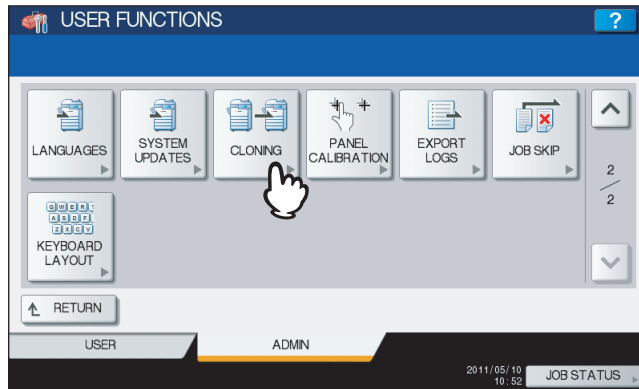 USER FUNCTIONS
?
LANGUAGES
SYSTEM
UPDATES
CLONING
PANEL
CALIBRATION
EXPORT
LOGS
JOB SKIP
2
2
Q W E R T
A S D F
Z X C V
KEYBOARD
LAYOUT
RETURN
USER
ADMIN
2011/05/10
10:52
JOB STATUS